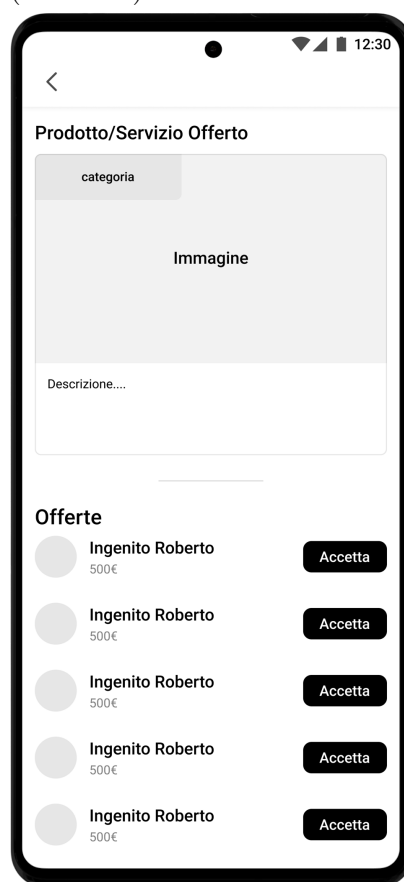 12:30
Prodotto/Servizio Offerto
categoria
Immagine
Descrizione....
Offerte
Ingenito Roberto
500€
Accetta
Ingenito Roberto
500€
Accetta
Ingenito Roberto
500€
Accetta
Ingenito Roberto
500€
Accetta
Ingenito Roberto
500€
Accetta